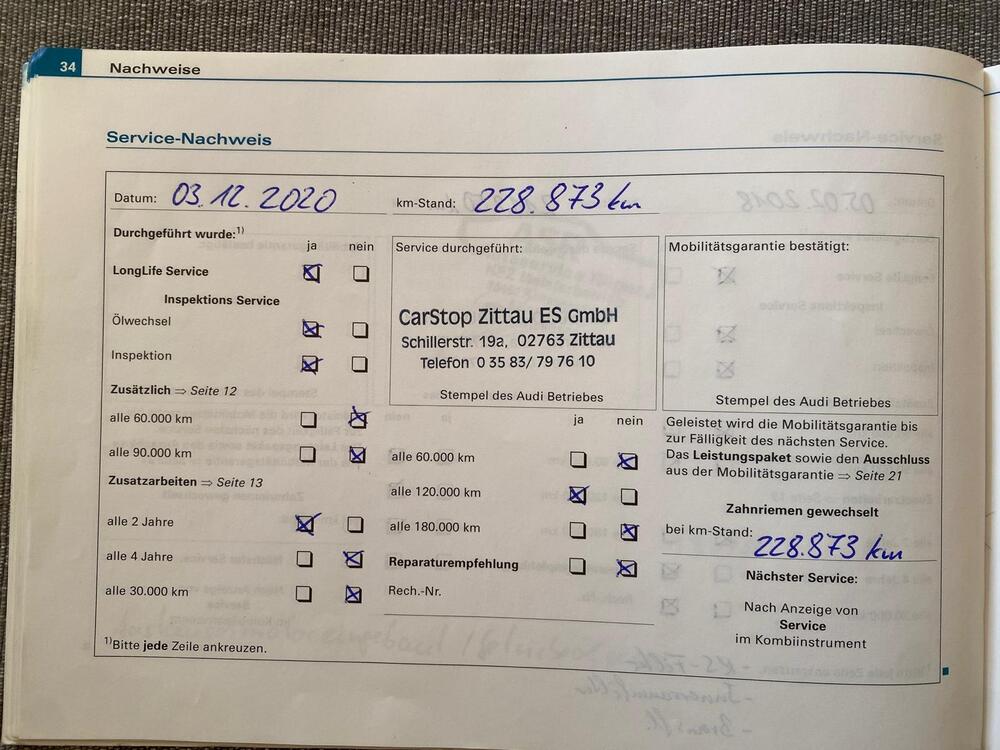 34 Nachweise
Service-Nachweis
Datum: 03.12.2020 km-Stand: 228.873 km
Durchgeführt wurde:1)
ja nein
LongLife Service
Inspektions Service
Ölwechsel
Inspektion
Zusätzlich ⇒ Seite 12
alle 60.000 km
alle 90.000 km
Zusatzarbeiten ⇒ Seite 13
alle 2 Jahre
alle 4 Jahre
alle 30.000 km
1)Bitte jede Zeile ankreuzen.
Service durchgeführt:
CarStop Zittau ES GmbH
Schillerstr. 19a, 02763 Zittau
Telefon 0 35 83/ 79 76 10
Stempel des Audi Betriebes
ja nein
alle 60.000 km
alle 120.000 km
alle 180.000 km
Reparaturempfehlung
Rech.-Nr.
Mobilitätsgarantie bestätigt:
Stempel des Audi Betriebes
Geleistet wird die Mobilitätsgarantie bis
zur Fälligkeit des nächsten Service.
Das Leistungspaket sowie den Ausschluss
aus der Mobilitätsgarantie ⇒ Seite 21
Zahnriemen gewechselt
bei km-Stand: 228.873 km
Nächster Service:
Nach Anzeige von
Service
im Kombiinstrument